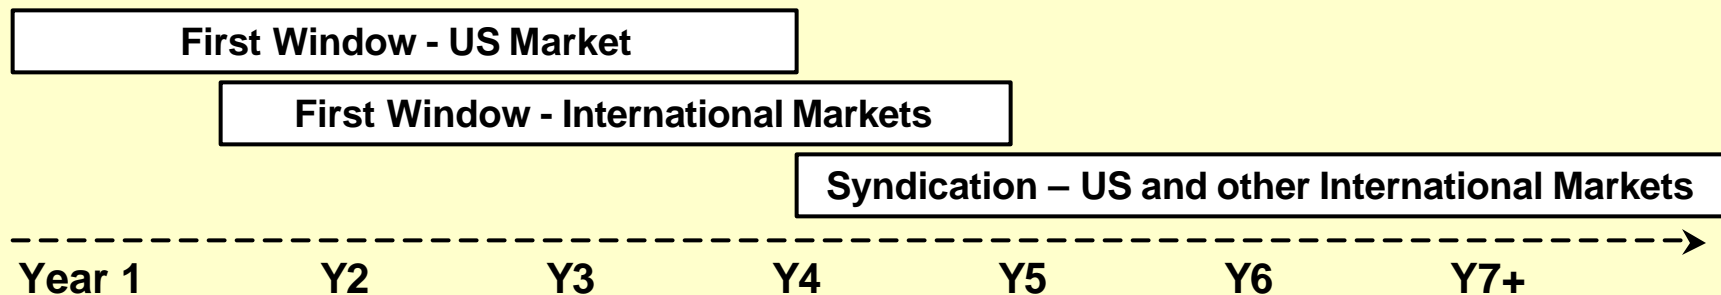 First Window - US Market
First Window - International Markets
Syndication – US and other International Markets
Year 1 Y2 Y3 Y4 Y5 Y6 Y7+